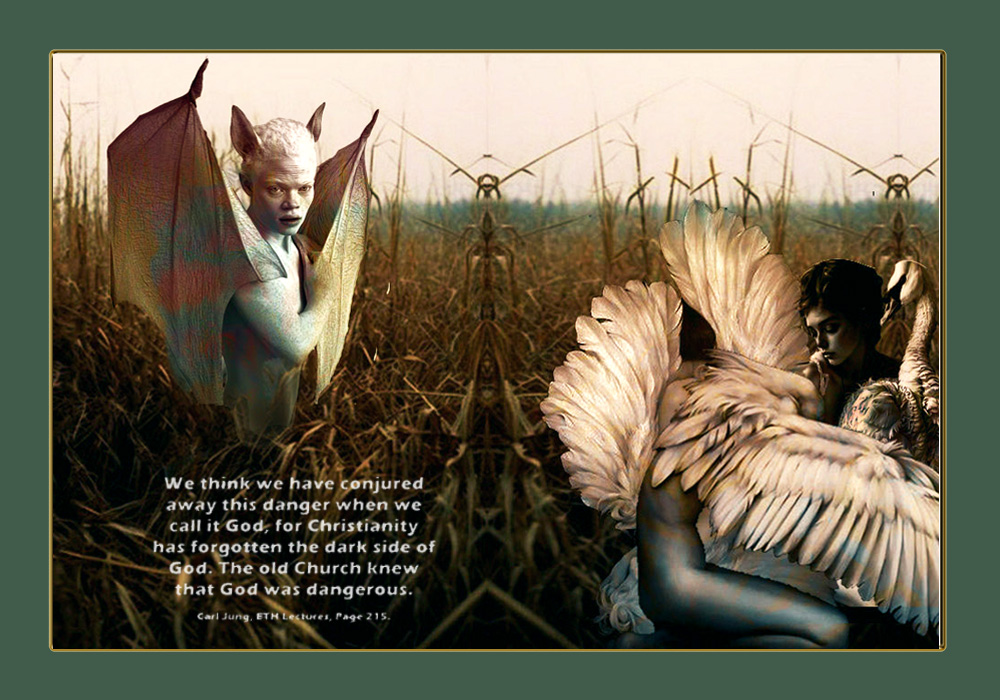 We think we have conjured
away this danger when we
call it God, for Christianity
has forgotten the dark side of
God. The old Church knew
that God was dangerous.
Carl Jung, ETH Lectures, Page 215.